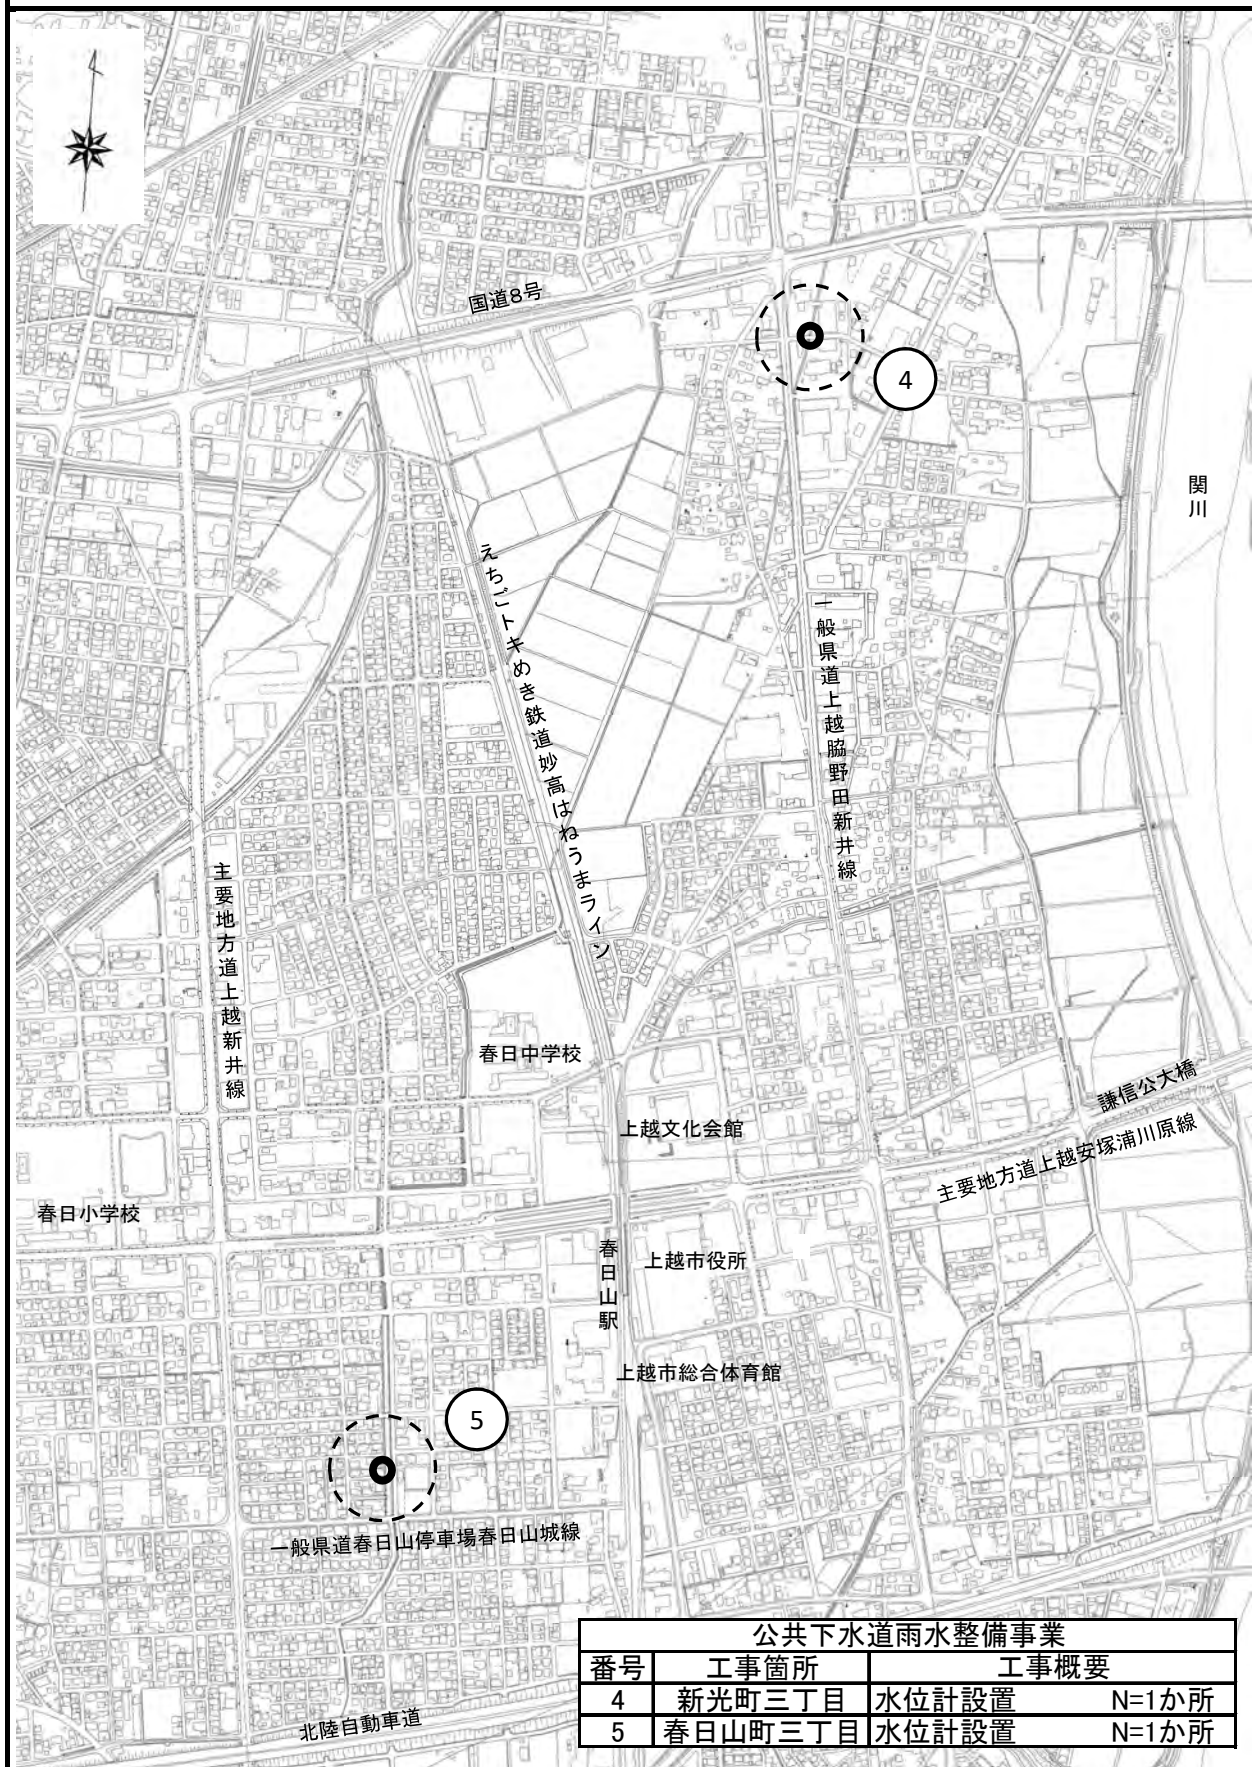 国道8号
4
関川
えちごトキめき鉄道妙高はねうまライン
一般県道上越脇野田新井線
主要地方道上越新井線
春日中学校
謙信公大橋
上越文化会館
主要地方道上越安塚浦川原線
春日小学校
春日山駅
上越市役所
上越市総合体育館
5
一般県道春日山停車場春日山城線
北陸自動車道
公共下水道雨水整備事業
番号 工事箇所 工事概要
4 新光町三丁目 水位計設置 N=1か所
5 春日山町三丁目 水位計設置 N=1か所